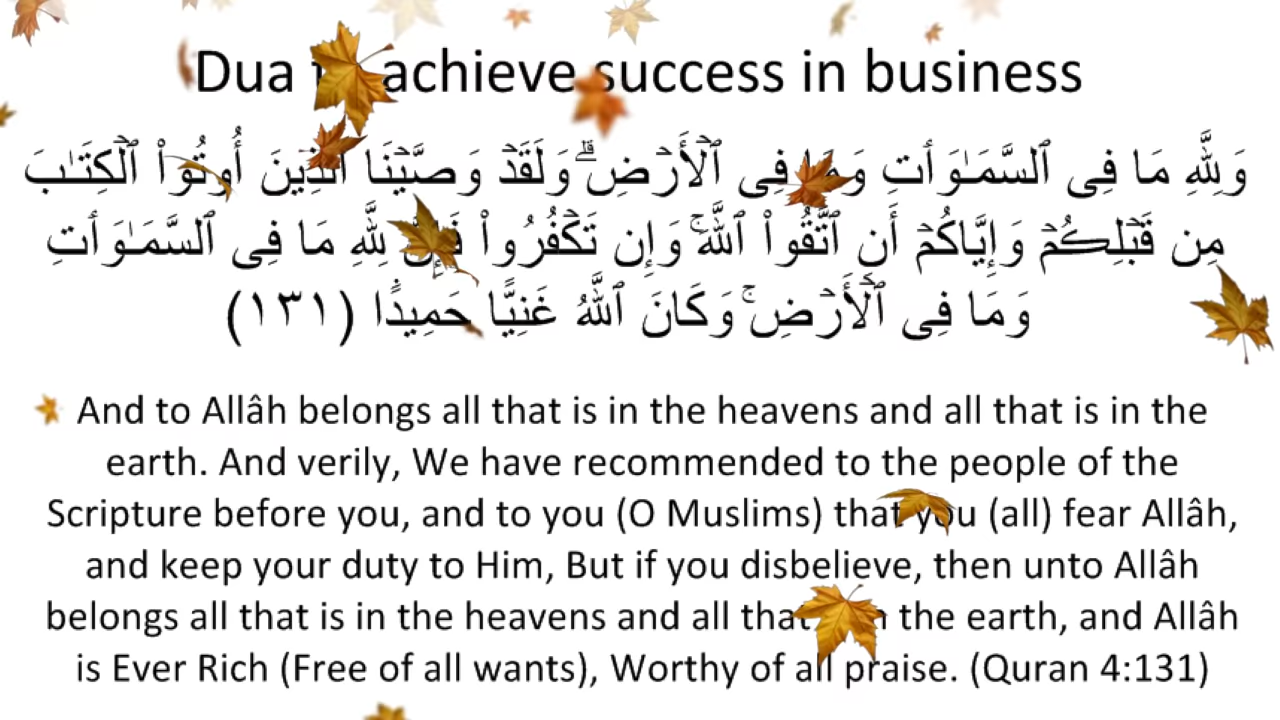 Dua achieve success in business
وَلِلَّهِ مَا فِى ٱلسَّمَـٰوَٲتِ وَمَا فِى ٱلۡأَرۡضِ‌ۗ وَلَقَدۡ وَصَّيۡنَا ٱلَّذِينَ أُوتُواْ ٱلۡكِتَـٰبَ
مِن قَبۡلِڪُمۡ وَإِيَّاكُمۡ أَنِ ٱتَّقُواْ ٱللَّهَ‌ۚ وَإِن تَكۡفُرُواْ فَإِنَّ لِلَّهِ مَا فِى ٱلسَّمَـٰوَٲتِ
وَمَا فِى ٱلۡأَرۡضِ‌ۚ وَكَانَ ٱللَّهُ غَنِيًّا حَمِيدً۬ا (١٣١)
And to Allâh belongs all that is in the heavens and all that is in the
earth. And verily, We have recommended to the people of the
Scripture before you, and to you (O Muslims) that you (all) fear Allâh,
and keep your duty to Him, But if you disbelieve, then unto Allâh
belongs all that is in the heavens and all that the earth, and Allâh
is Ever Rich (Free of all wants), Worthy of all praise. (Quran 4:131)